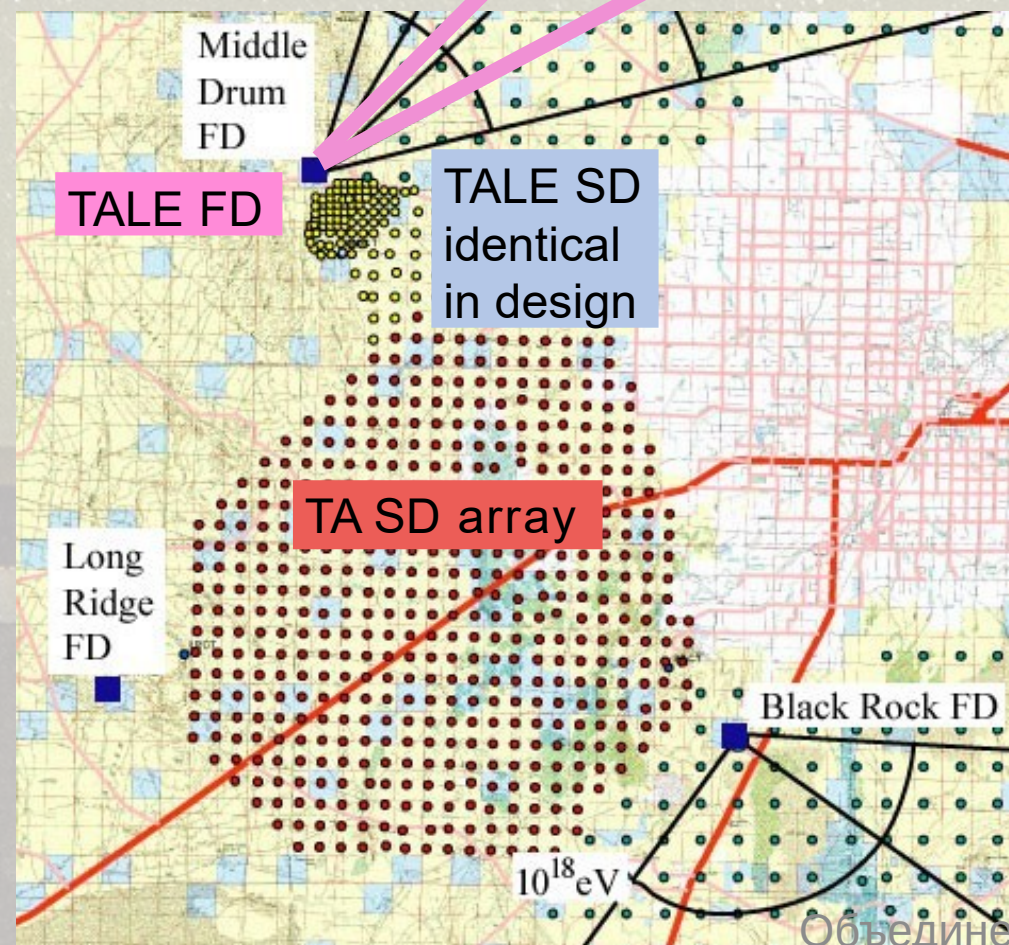 Middle
Drum
FD
TALE FD
TALE SD
identical
in design
TA SD array
Long
Ridge
FD
Black Rock FD
10¹⁸eV
Объедине